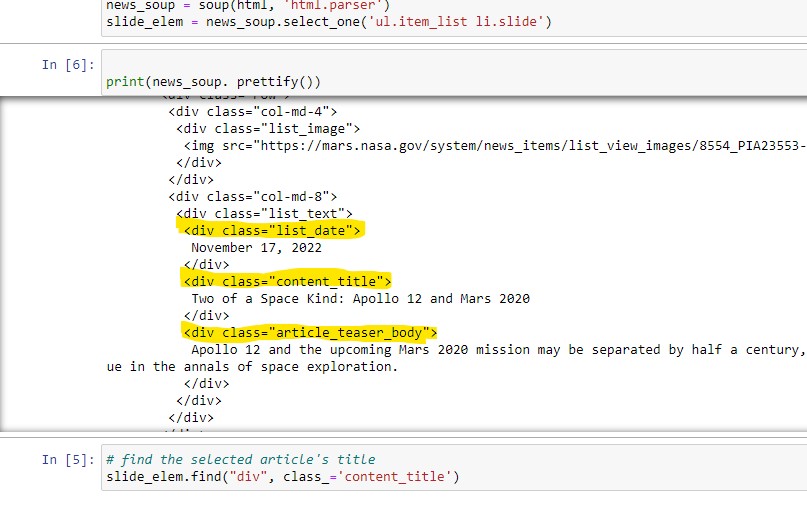 news_soup = soup(html, 'html.parser')
slide_elem = news_soup.select_one('ul.item_list li.slide')
In [6]:
print(news_soup. prettify())
<div class="col-md-4">
<div class="list_image">
<img src="https://mars.nasa.gov/system/news_items/list_view_images/8554_PIA23553-
</div>
</div>
<div class="col-md-8">
<div class="list_text">
<div class="list_date">
November 17, 2022
</div>
<div class="content_title">
Two of a Space Kind: Apollo 12 and Mars 2020
</div>
<div class="article_teaser_body">
Apollo 12 and the upcoming Mars 2020 mission may be separated by half a century,
ue in the annals of space exploration.
</div>
</div>
</div>
In [5]:
# find the selected article's title
slide_elem.find("div", class_='content_title')